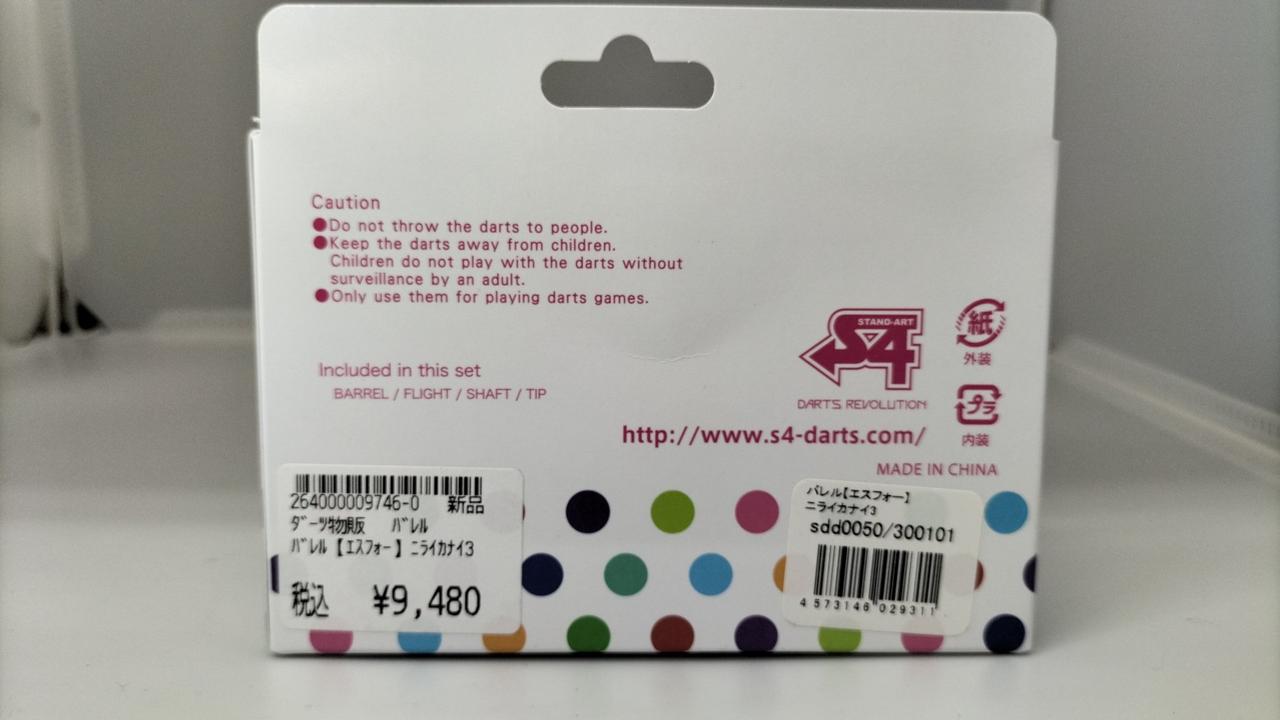 Caution
●Do not throw the darts to people.
●Keep the darts away from children.
Children do not play with the darts without
surveillance by an adult.
●Only use them for playing darts games.
Included in this set
BARREL / FLIGHT / SHAFT / TIP
STAND-ART
S4
DARTS REVOLUTION
紙
外装
プラ
内装
http://www.s4-darts.com/
MADE IN CHINA
264000009746-0 新品
ダーツ物販 バレル
バレル【エスフォー】ニライカナイ3
税込 ¥9,480
バレル【エスフォー】
ニライカナイ3
sdd0050/300101
4 573146 029311